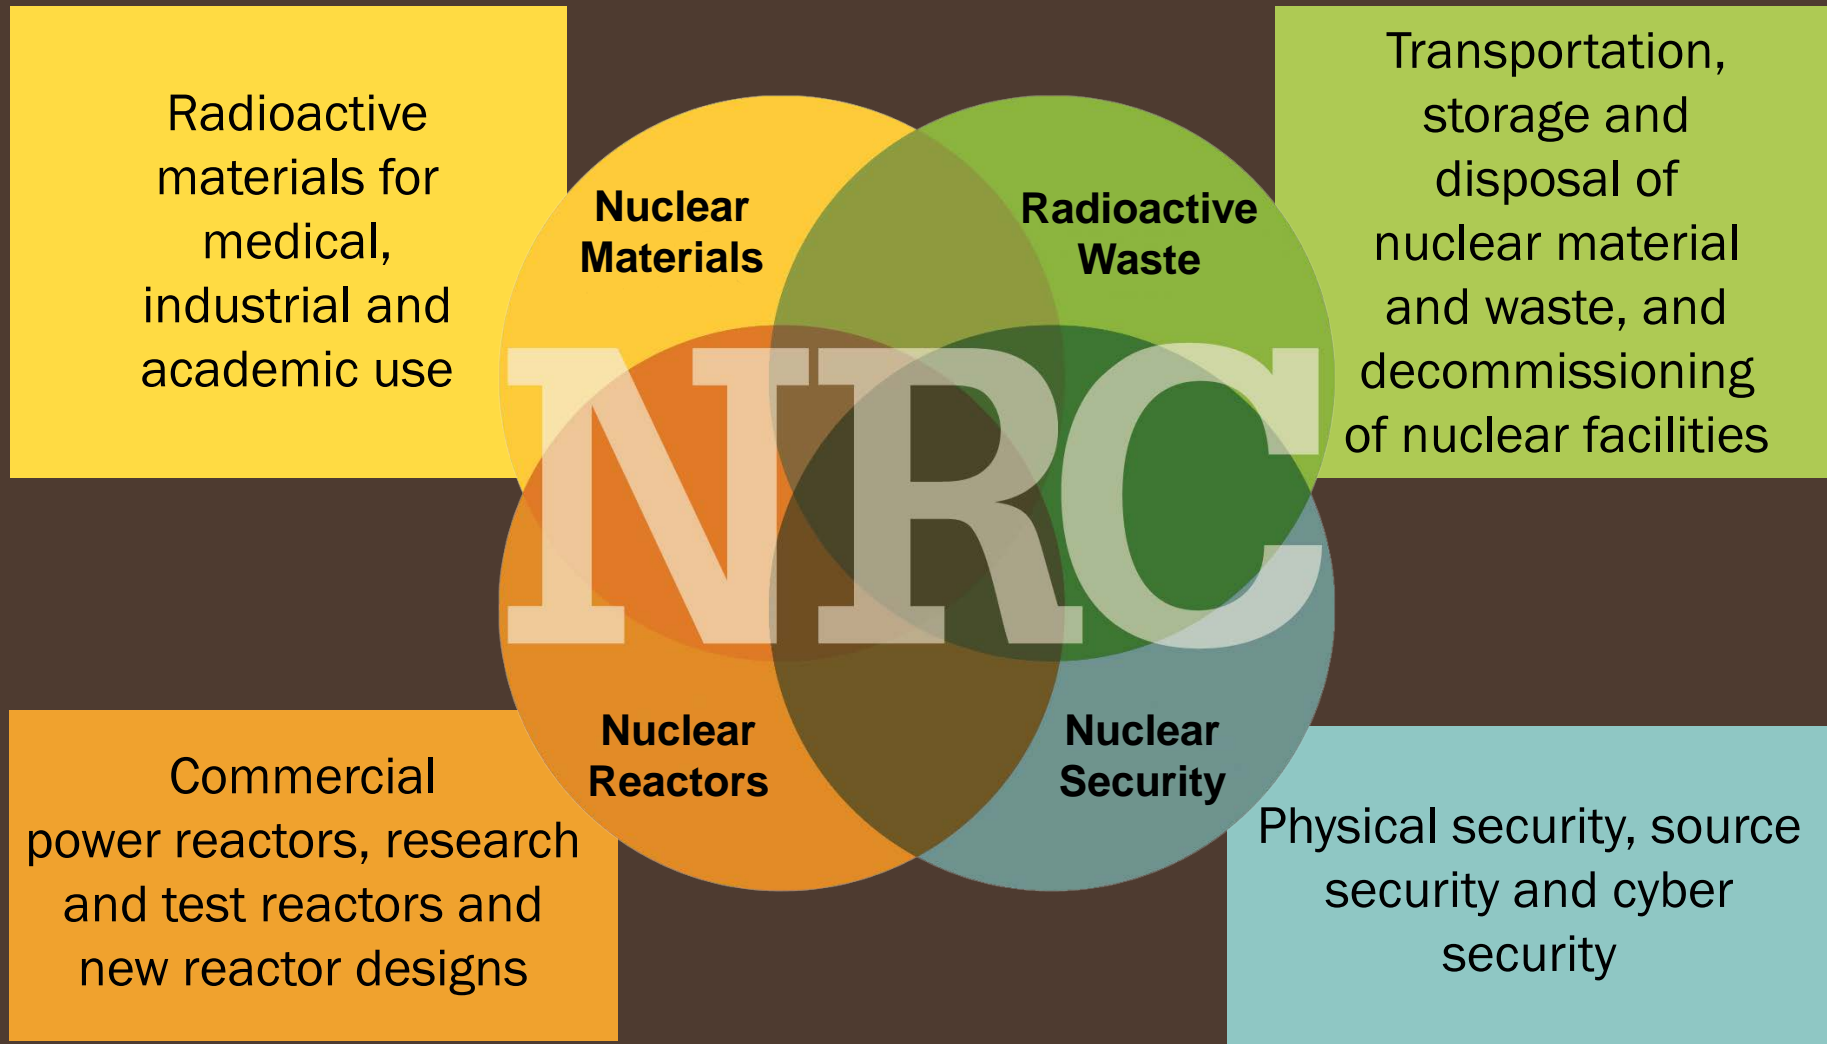 Radioactive
materials for
medical,
industrial and
academic use
Transportation,
storage and
disposal of
nuclear material
and waste, and
decommissioning
of nuclear facilities
Nuclear
Materials
Radioactive
Waste
NRC
Nuclear
Reactors
Nuclear
Security
Commercial
power reactors, research
and test reactors and
new reactor designs
Physical security, source
security and cyber
security